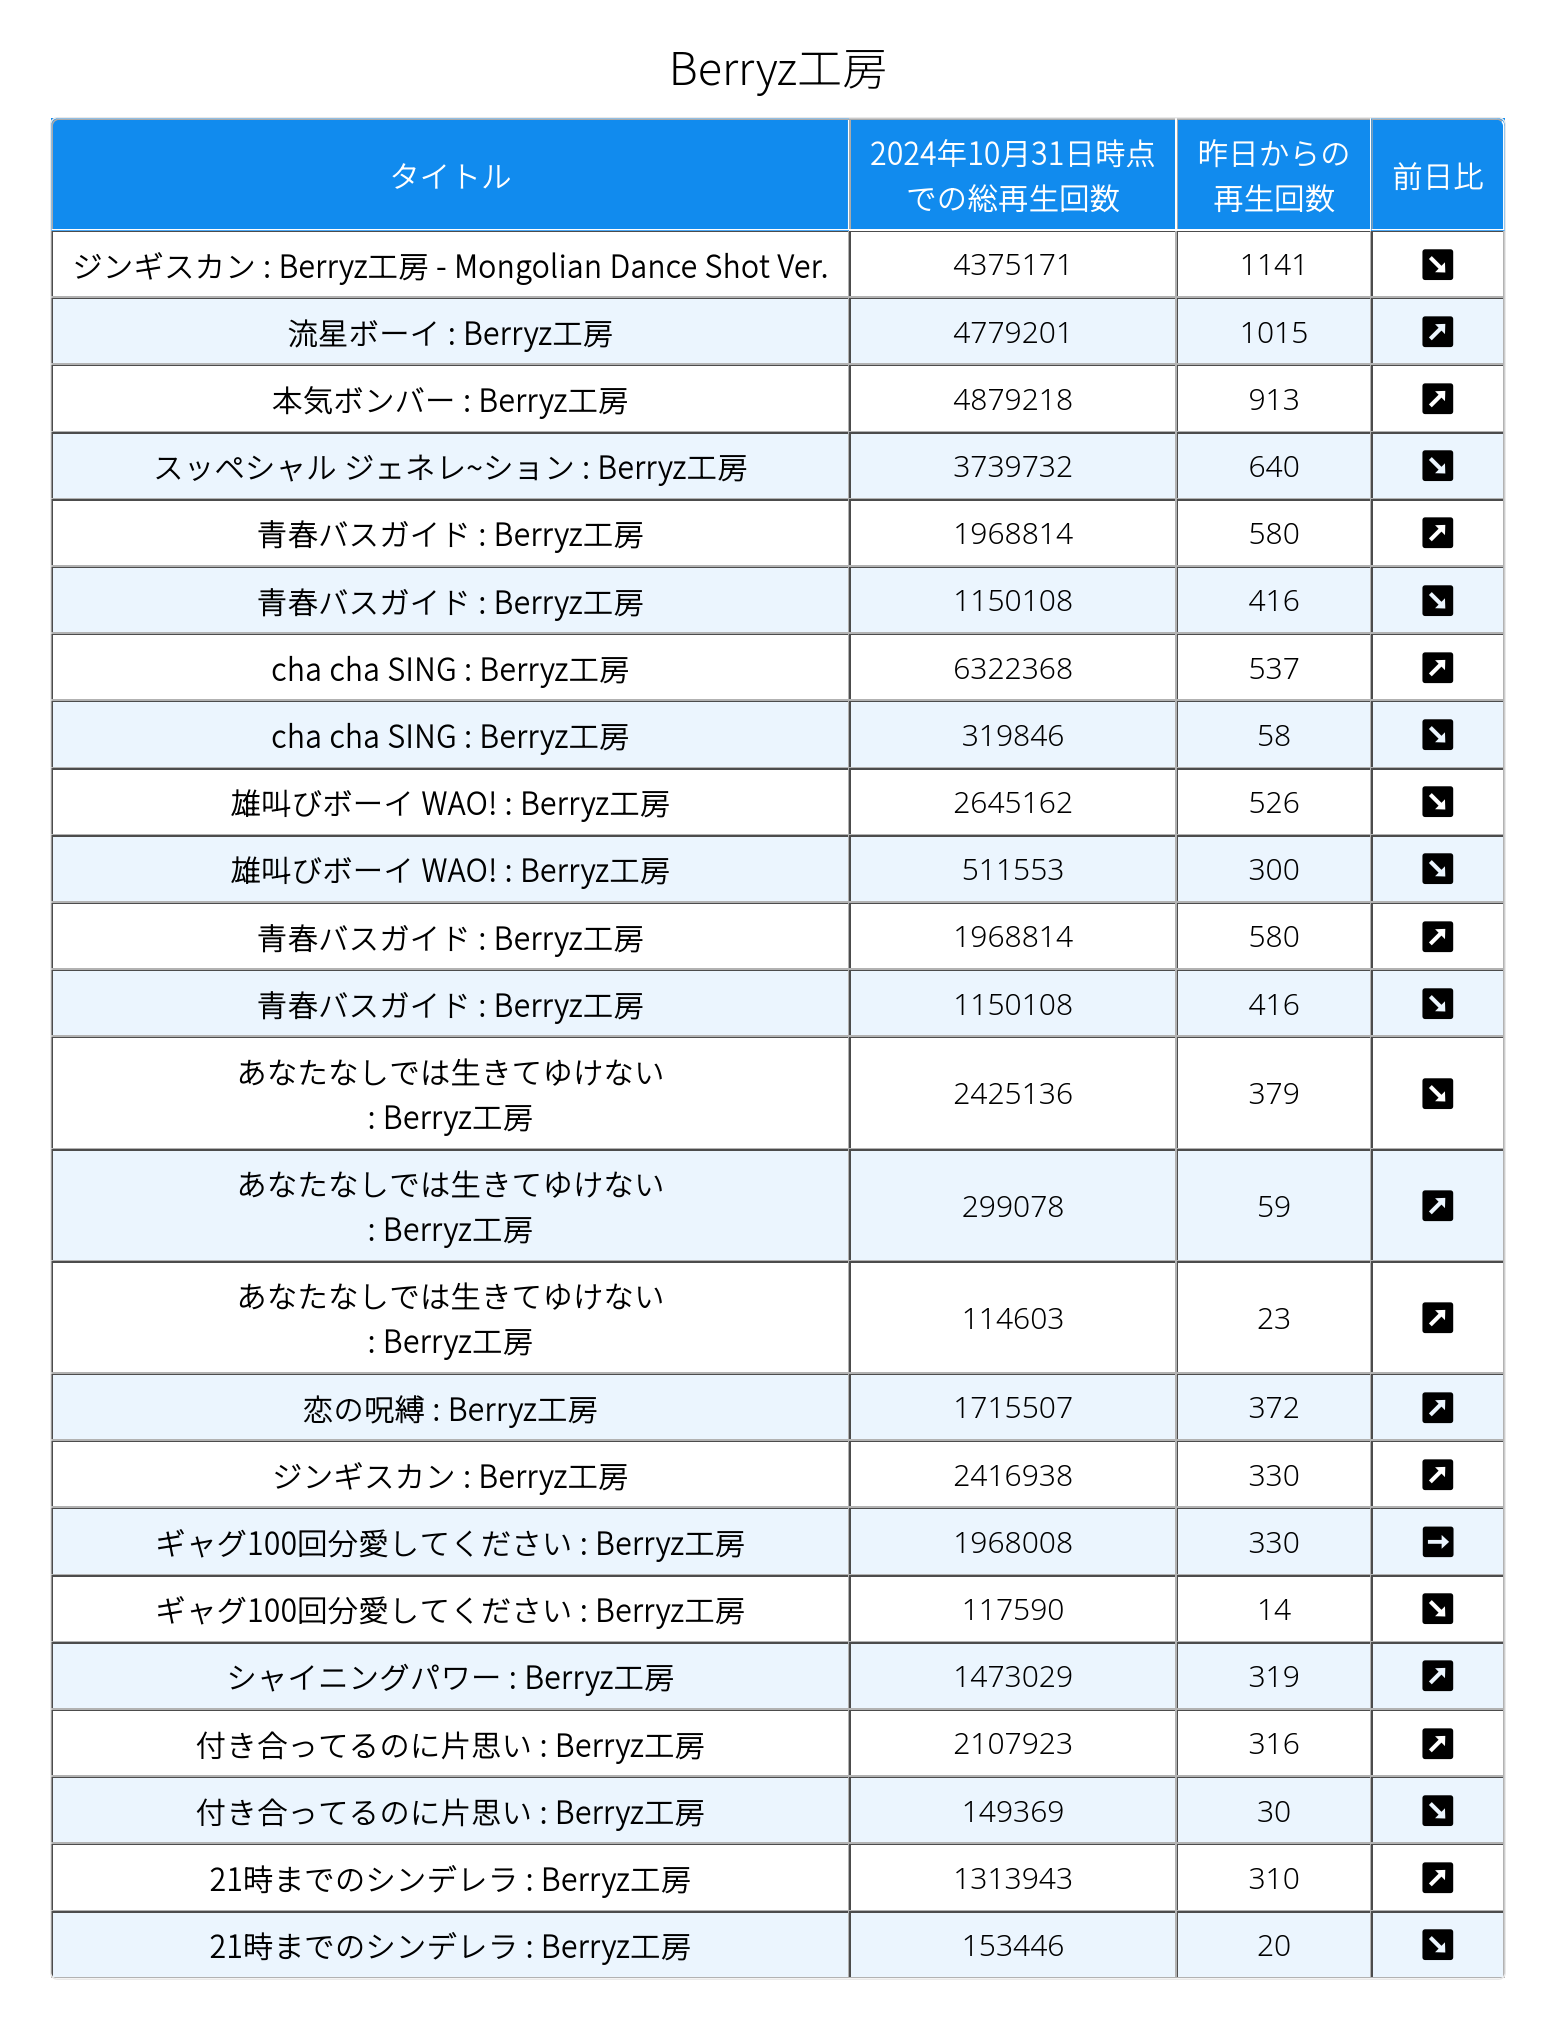 Berryz工房
タイトル
2024年10月31日時点
での総再生回数
昨日からの
再生回数
前日比
ジンギスカン : Berryz工房 - Mongolian Dance Shot Ver. 4375171 1141 ↘
流星ボーイ : Berryz工房 4779201 1015 ↗
本気ボンバー : Berryz工房 4879218 913 ↗
スッペシャル ジェネレ~ション : Berryz工房 3739732 640 ↘
青春バスガイド : Berryz工房 1968814 580 ↗
青春バスガイド : Berryz工房 1150108 416 ↘
cha cha SING : Berryz工房 6322368 537 ↗
cha cha SING : Berryz工房 319846 58 ↘
雄叫びボーイ WAO! : Berryz工房 2645162 526 ↘
雄叫びボーイ WAO! : Berryz工房 511553 300 ↘
青春バスガイド : Berryz工房 1968814 580 ↗
青春バスガイド : Berryz工房 1150108 416 ↘
あなたなしでは生きてゆけない
: Berryz工房 2425136 379 ↘
あなたなしでは生きてゆけない
: Berryz工房 299078 59 ↗
あなたなしでは生きてゆけない
: Berryz工房 114603 23 ↗
恋の呪縛 : Berryz工房 1715507 372 ↗
ジンギスカン : Berryz工房 2416938 330 ↗
ギャグ100回分愛してください : Berryz工房 1968008 330 →
ギャグ100回分愛してください : Berryz工房 117590 14 ↘
シャイニングパワー : Berryz工房 1473029 319 ↗
付き合ってるのに片思い : Berryz工房 2107923 316 ↗
付き合ってるのに片思い : Berryz工房 149369 30 ↘
21時までのシンデレラ : Berryz工房 1313943 310 ↗
21時までのシンデレラ : Berryz工房 153446 20 ↘